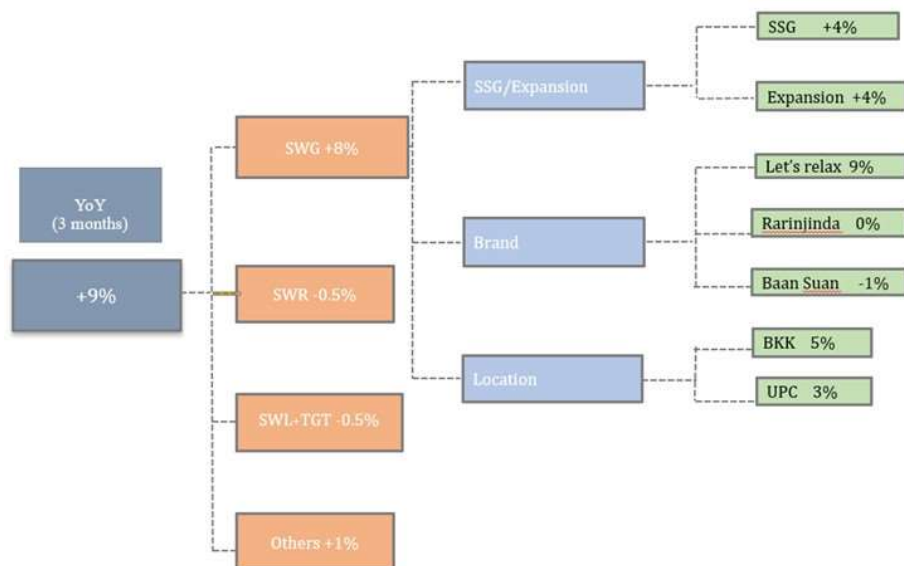 YoY
(3 months)
+9%
SWG +8%
SWR -0.5%
SWL+TGT -0.5%
Others +1%
SSG/Expansion
Brand
Location
SSG +4%
Expansion +4%
Let's relax 9%
Rarinjinda 0%
Baan Suan -1%
BKK 5%
UPC 3%